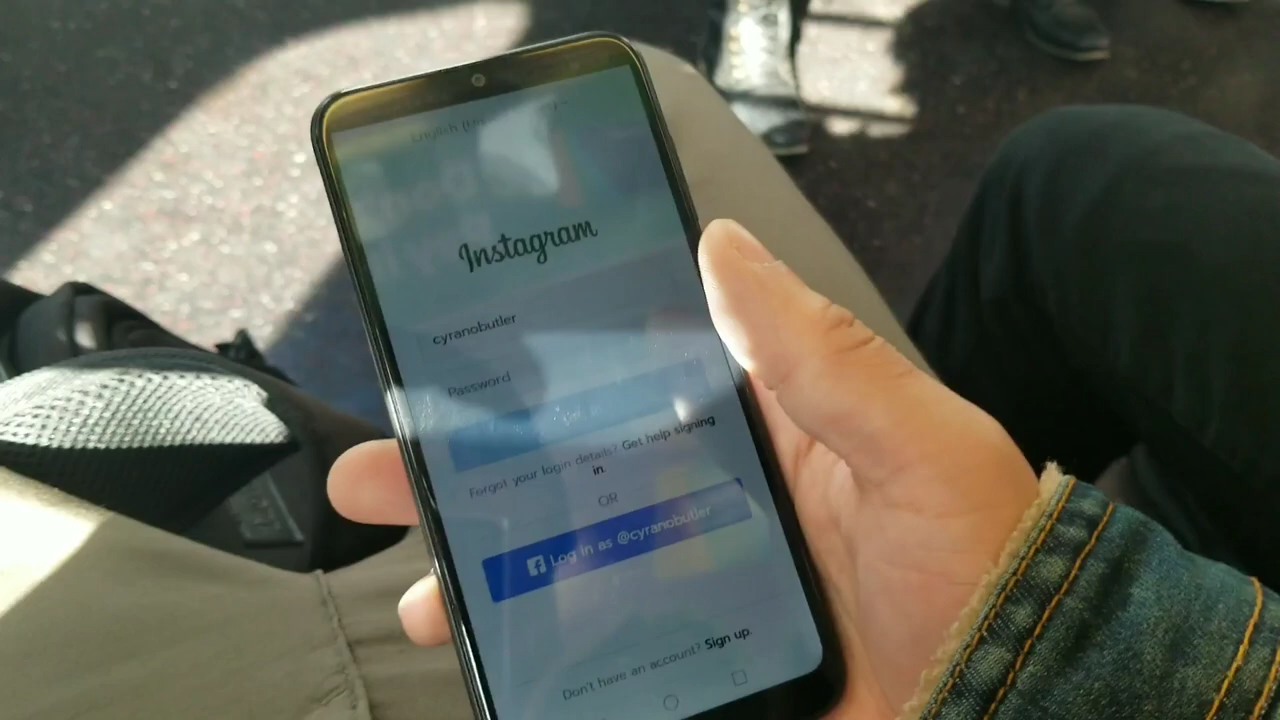 English
Instagram
cyranobutler
Password
Forgot your login details? Get help signing
in.
OR
Log in as @cyranobutler
Don't have an account? Sign up.